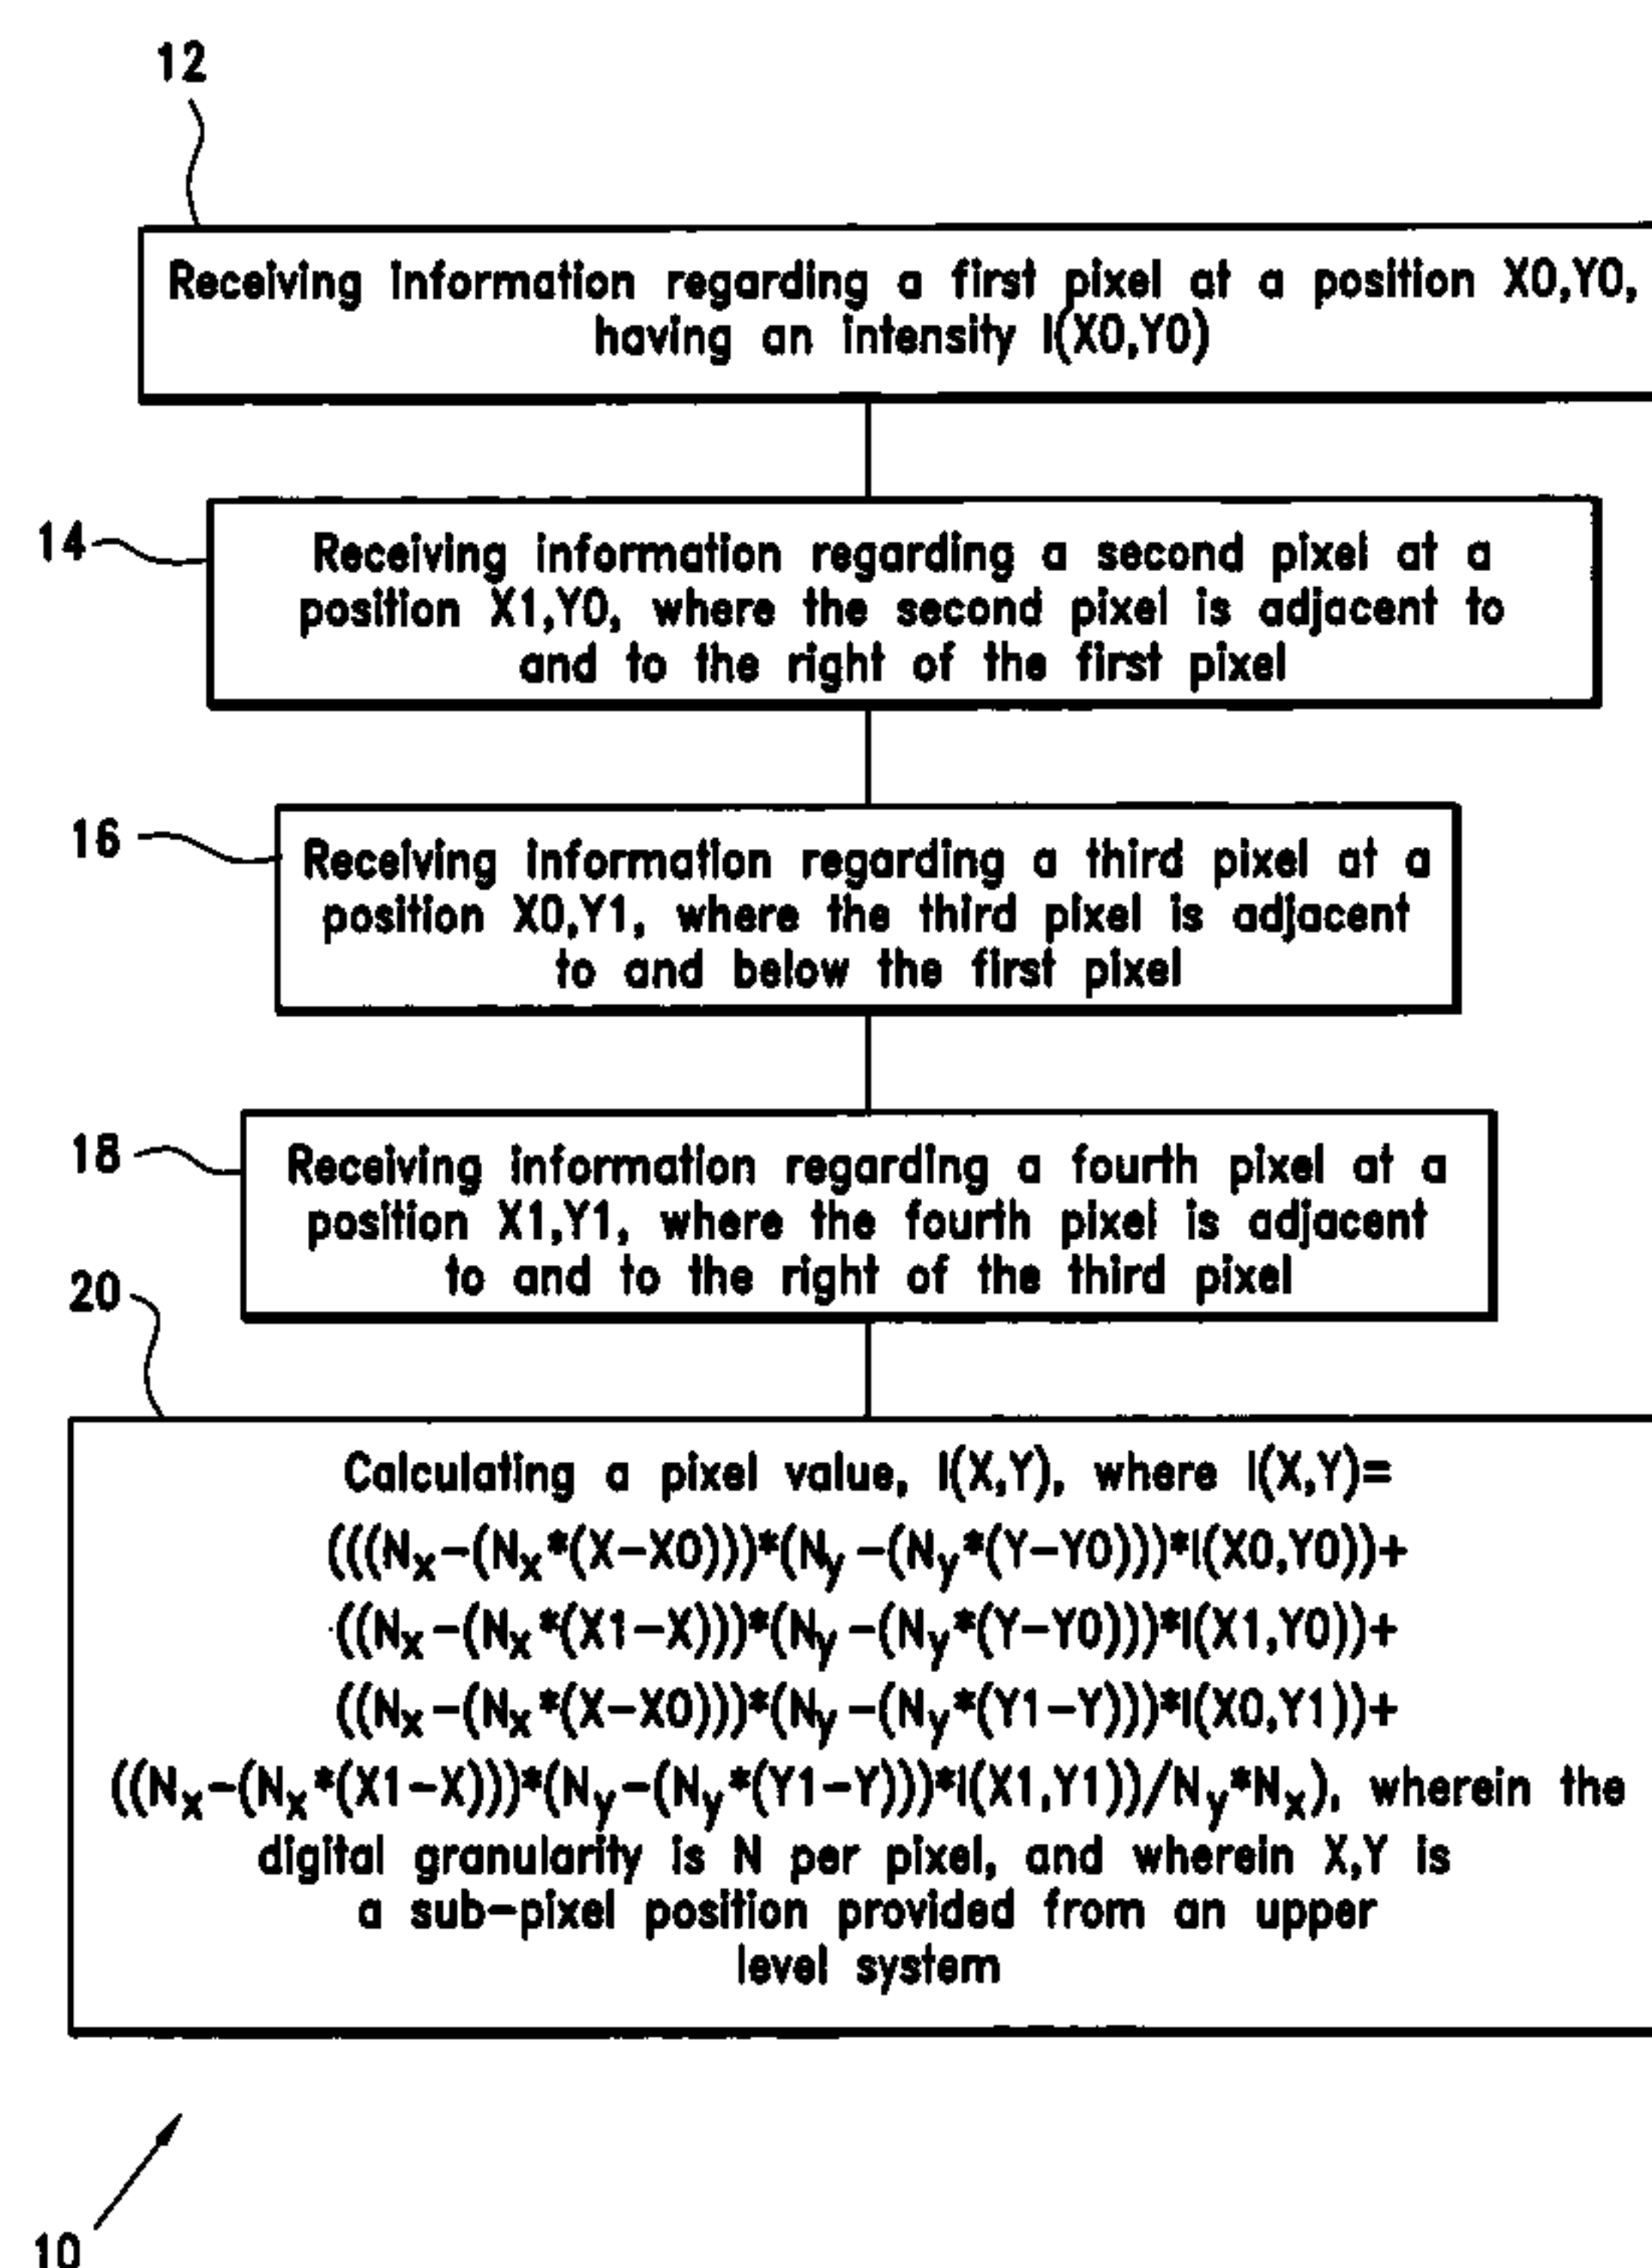 12
Receiving information regarding a first pixel at a position X0,Y0,
having an intensity I(X0,Y0)
14
Receiving information regarding a second pixel at a
position X1,Y0, where the second pixel is adjacent to
and to the right of the first pixel
16
Receiving information regarding a third pixel at a
position X0,Y1, where the third pixel is adjacent
to and below the first pixel
18
Receiving information regarding a fourth pixel at a
position X1,Y1, where the fourth pixel is adjacent
to and to the right of the third pixel
20
Calculating a pixel value, I(X,Y), where I(X,Y)=
(((Nx-(Nx*(X-X0)))*(Ny-(Ny*(Y-Y0)))*I(X0,Y0))+
((Nx-(Nx*(X1-X)))*(Ny-(Ny*(Y-Y0)))*I(X1,Y0))+
((Nx-(Nx*(X-X0)))*(Ny-(Ny*(Y1-Y)))*I(X0,Y1))+
((Nx-(Nx*(X1-X)))*(Ny-(Ny*(Y1-Y)))*I(X1,Y1))/Ny*Nx), wherein the
digital granularity is N per pixel, and wherein X,Y is
a sub-pixel position provided from an upper
level system
10